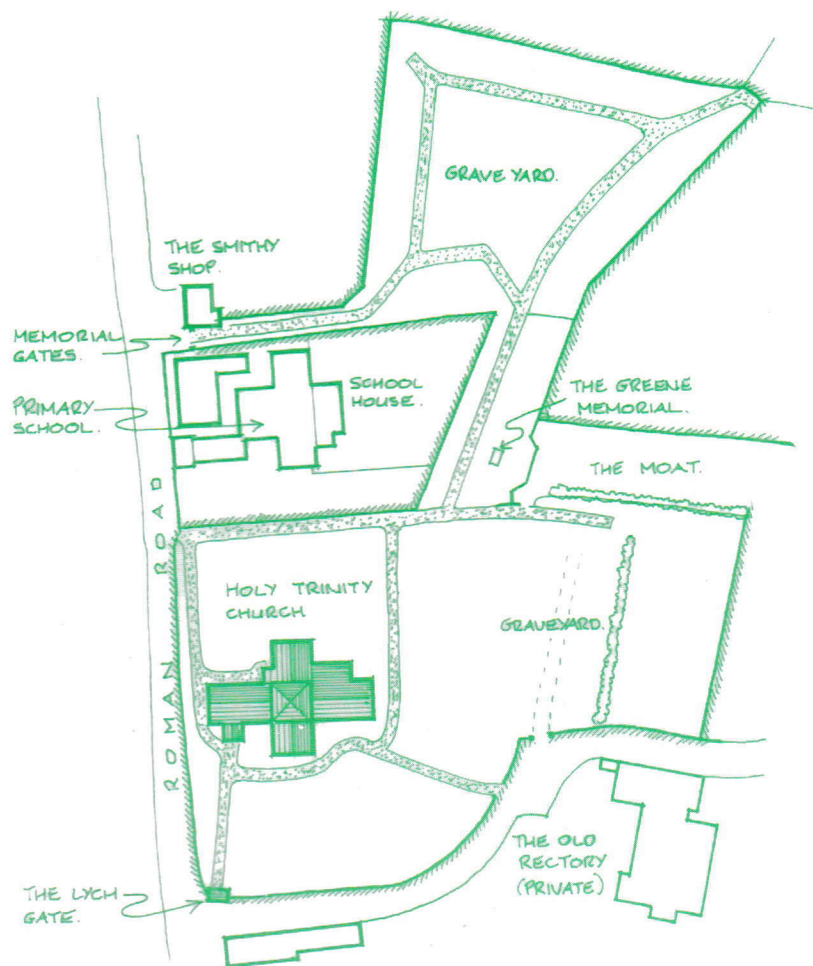 GRAVE YARD.
THE SMITHY
SHOP.
MEMORIAL
GATES.
SCHOOL
HOUSE.
PRIMARY
SCHOOL.
THE GREENE
MEMORIAL.
THE MOAT.
ROMAN ROAD
HOLY TRINITY
CHURCH
GRAVEYARD.
THE OLD
RECTORY
(PRIVATE)
THE LYCH
GATE.